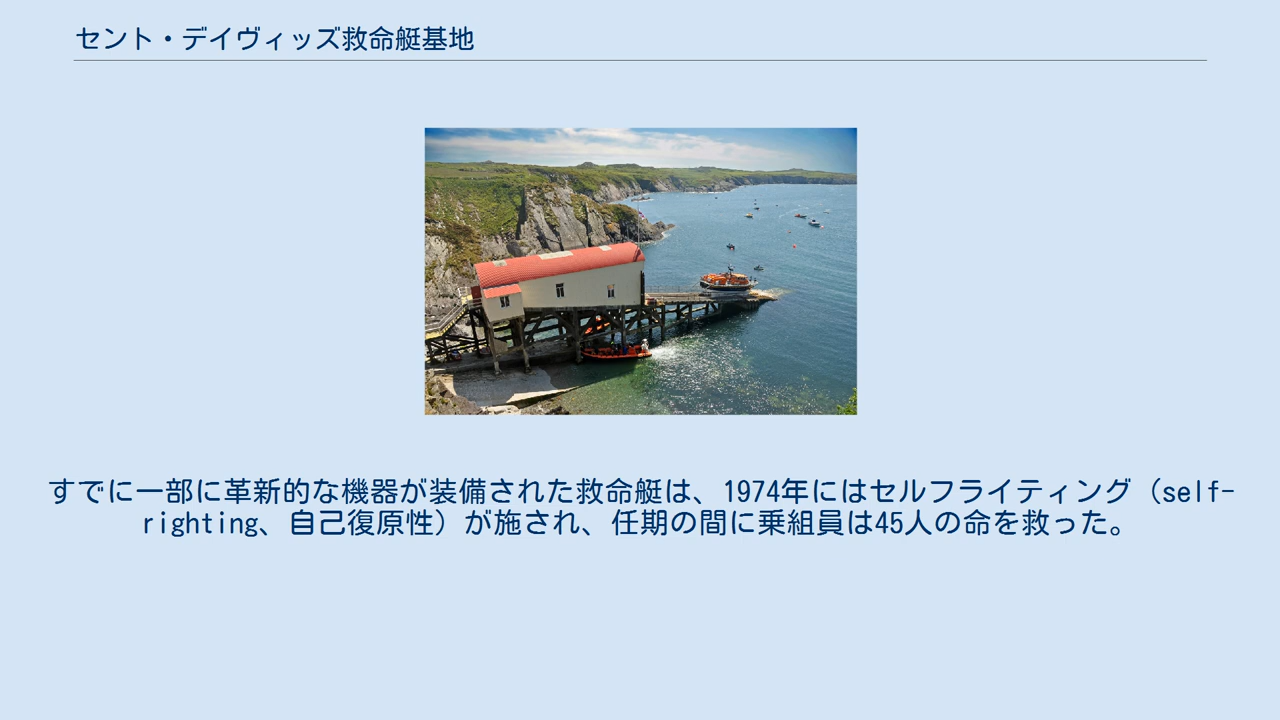 セント・デイヴィッズ救命艇基地
すでに一部に革新的な機器が装備された救命艇は、1974年にはセルフライティング（self-
righting、自己復原性）が施され、任期の間に乗組員は45人の命を救った。